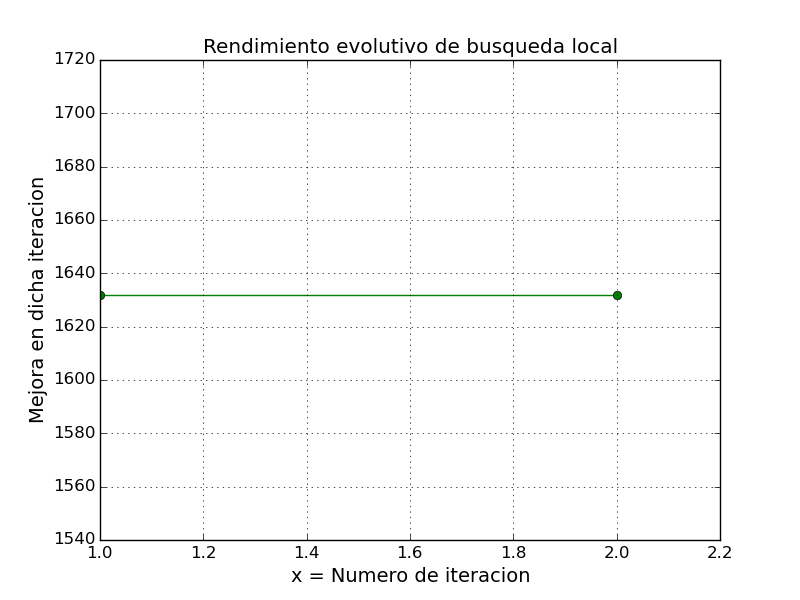 Rendimiento evolutivo de busqueda local
1720
1700
1680
1660
1640
1620
1600
1580
1560
1540
Mejora en dicha iteracion
1.0 1.2 1.4 1.6 1.8 2.0 2.2
x = Numero de iteracion